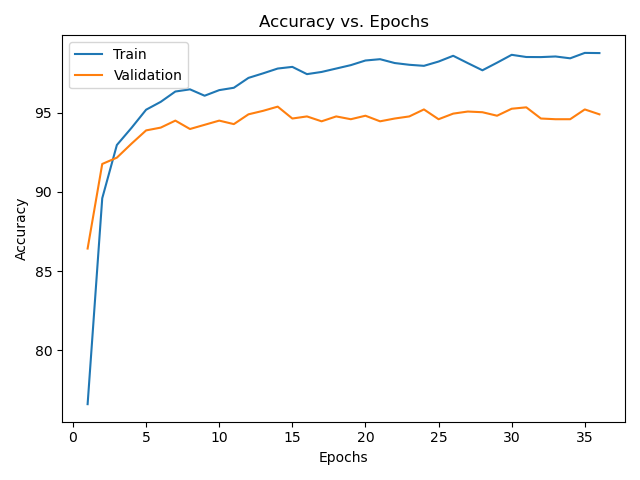 Accuracy vs. Epochs
Train
Validation
95
90
85
80
Accuracy
0 5 10 15 20 25 30 35
Epochs